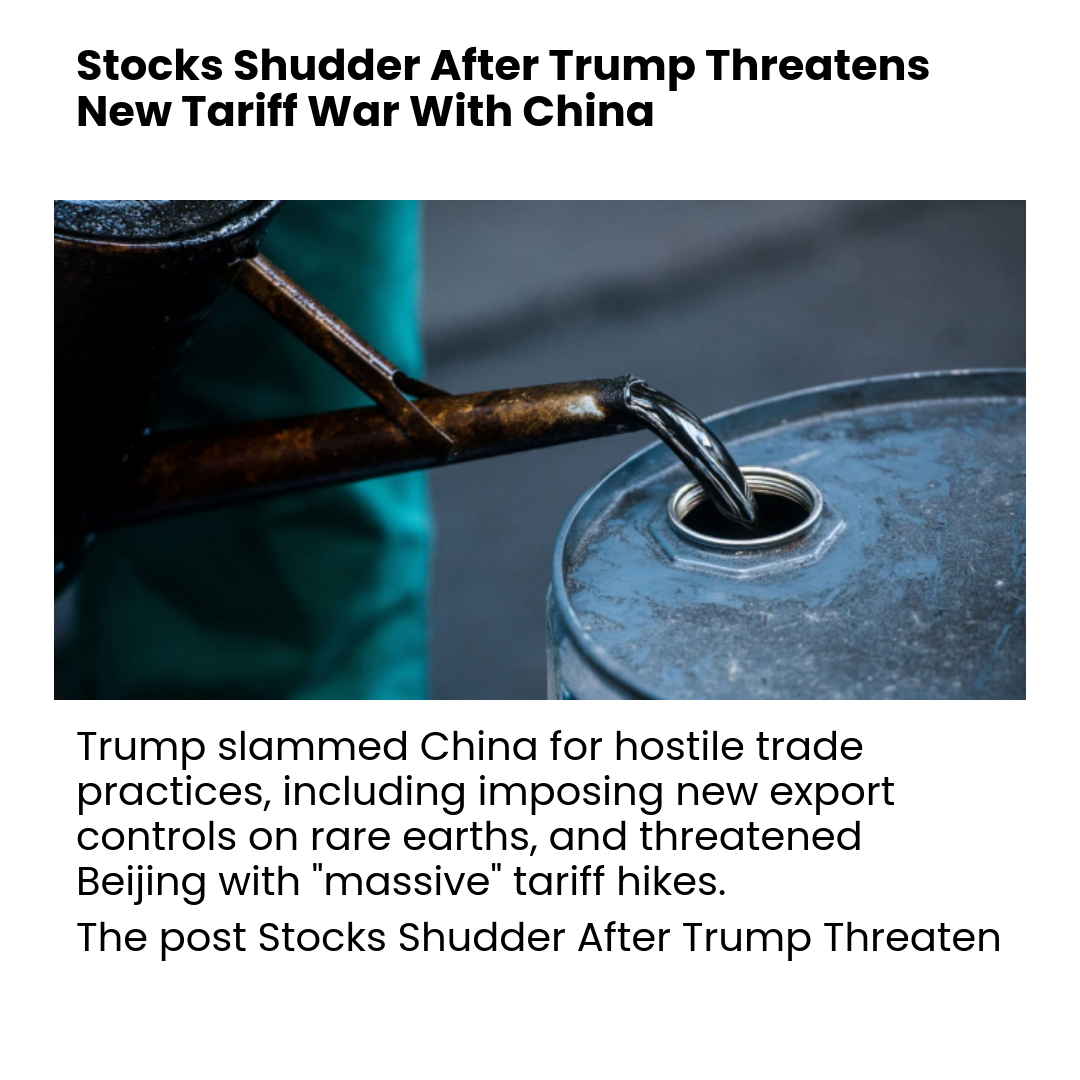 Stocks Shudder After Trump Threatens
New Tariff War With China
Trump slammed China for hostile trade
practices, including imposing new export
controls on rare earths, and threatened
Beijing with "massive" tariff hikes.
The post Stocks Shudder After Trump Threaten